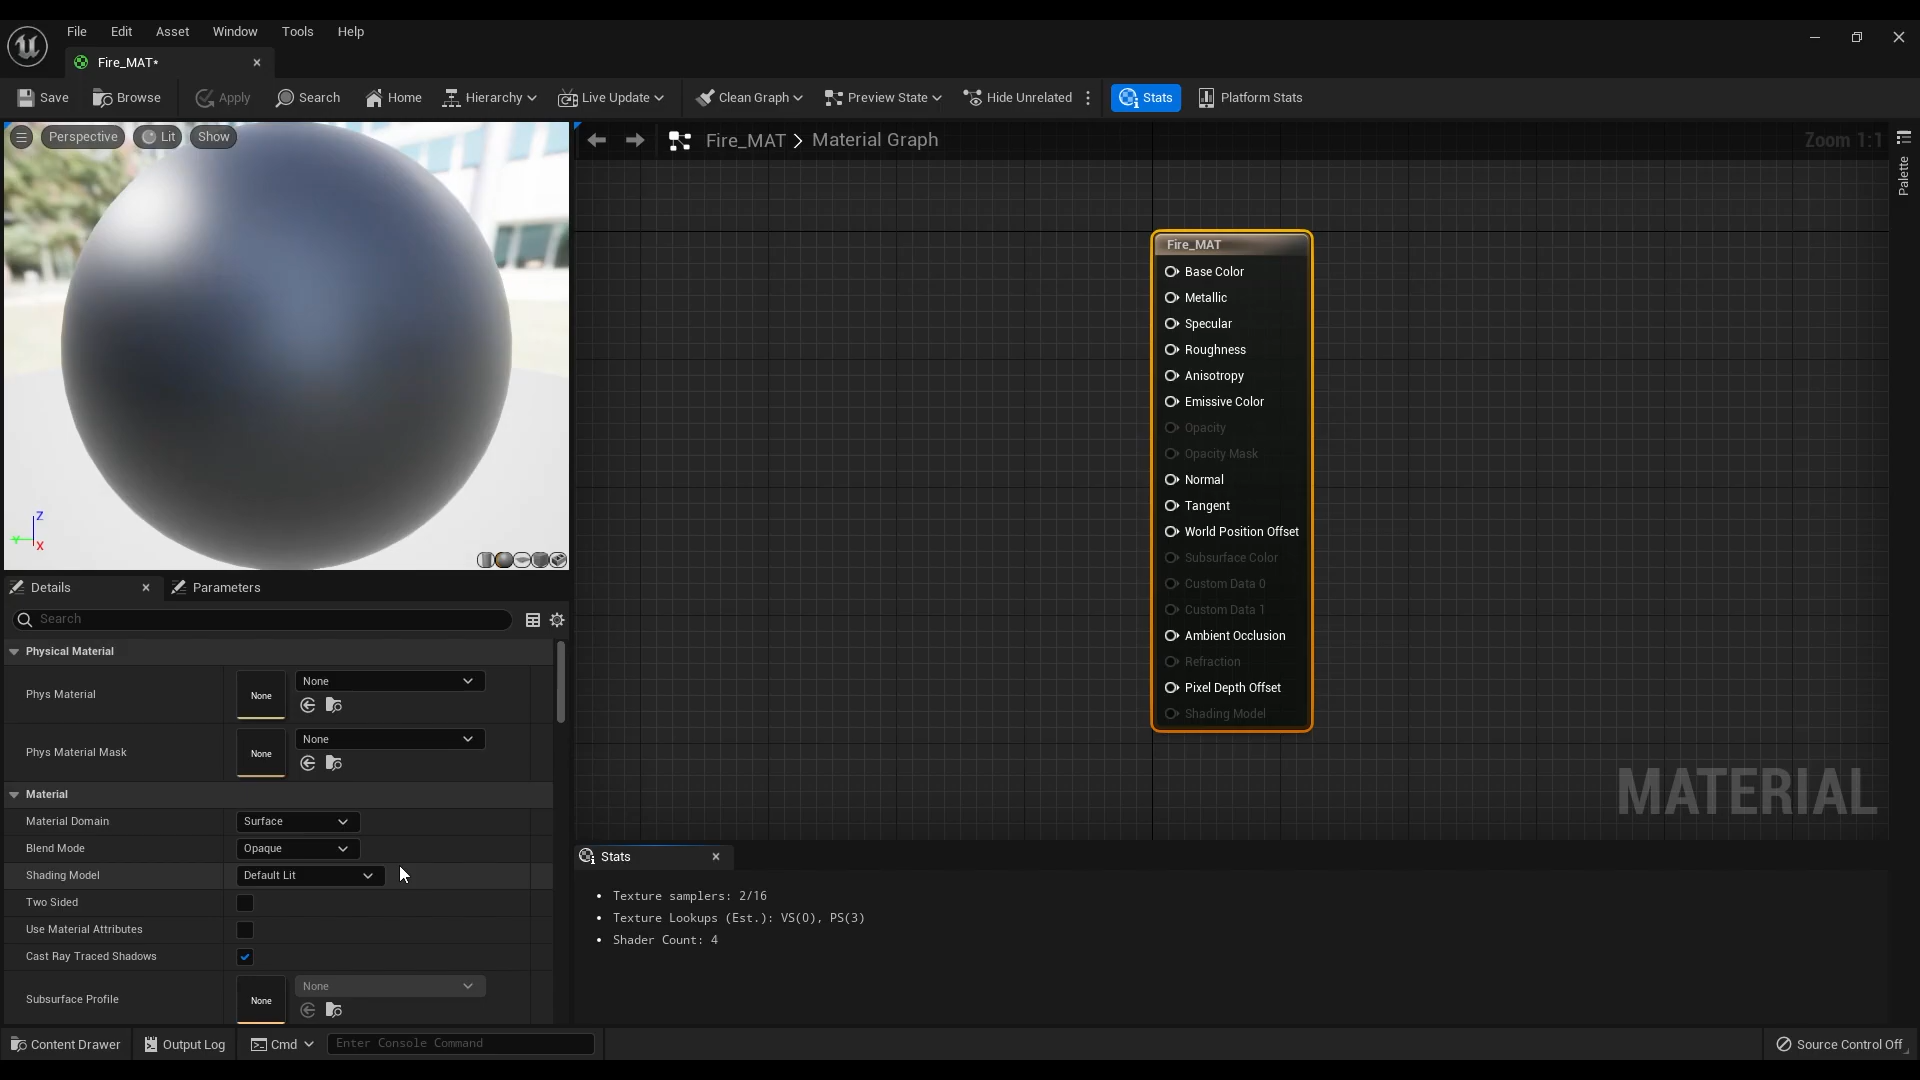 File Edit Asset Window Tools Help
Fire_MAT*
Save Browse Apply Search Home Hierarchy Live Update Clean Graph Preview State Hide Unrelated Stats Platform Stats
Perspective Lit Show
Fire_MAT > Material Graph
Zoom 1:1
Palette
Fire_MAT
Base Color
Metallic
Specular
Roughness
Anisotropy
Emissive Color
Opacity
Opacity Mask
Normal
Tangent
World Position Offset
Subsurface Color
Custom Data 0
Custom Data 1
Ambient Occlusion
Refraction
Pixel Depth Offset
Shading Model
MATERIAL
Z
Y
X
Details Parameters
Search
Physical Material
Phys Material None None
Phys Material Mask None None
Material
Material Domain Surface
Blend Mode Opaque
Shading Model Default Lit
Two Sided
Use Material Attributes
Cast Ray Traced Shadows
Subsurface Profile None None
Stats
• Texture samplers: 2/16
• Texture Lookups (Est.): VS(0), PS(3)
• Shader Count: 4
Content Drawer Output Log Cmd Enter Console Command Source Control Off